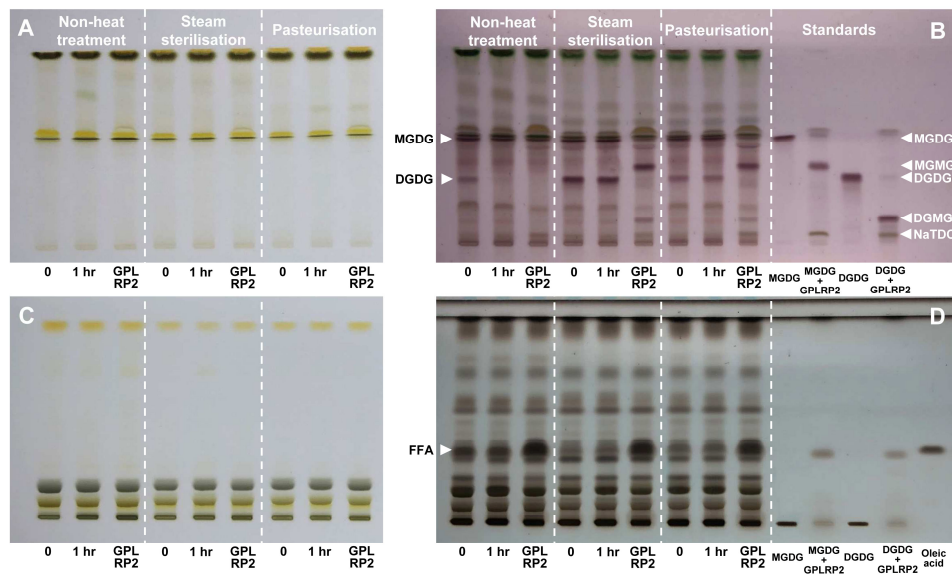 A
Non-heat
treatment
Steam
sterilisation
Pasteurisation
0
1 hr
GPL
RP2
0
1 hr
GPL
RP2
0
1 hr
GPL
RP2
B
Non-heat
treatment
Steam
sterilisation
Pasteurisation
Standards
MGDG
DGDG
MGDG
MGMG
DGDG
DGMG
NaTDC
0
1 hr
GPL
RP2
0
1 hr
GPL
RP2
0
1 hr
GPL
RP2
MGDG
MGDG
+
GPLRP2
DGDG
DGDG
+
GPLRP2
C
0
1 hr
GPL
RP2
0
1 hr
GPL
RP2
0
1 hr
GPL
RP2
D
FFA
0
1 hr
GPL
RP2
0
1 hr
GPL
RP2
0
1 hr
GPL
RP2
MGDG
MGDG
+
GPLRP2
DGDG
DGDG
+
GPLRP2
Oleic
acid